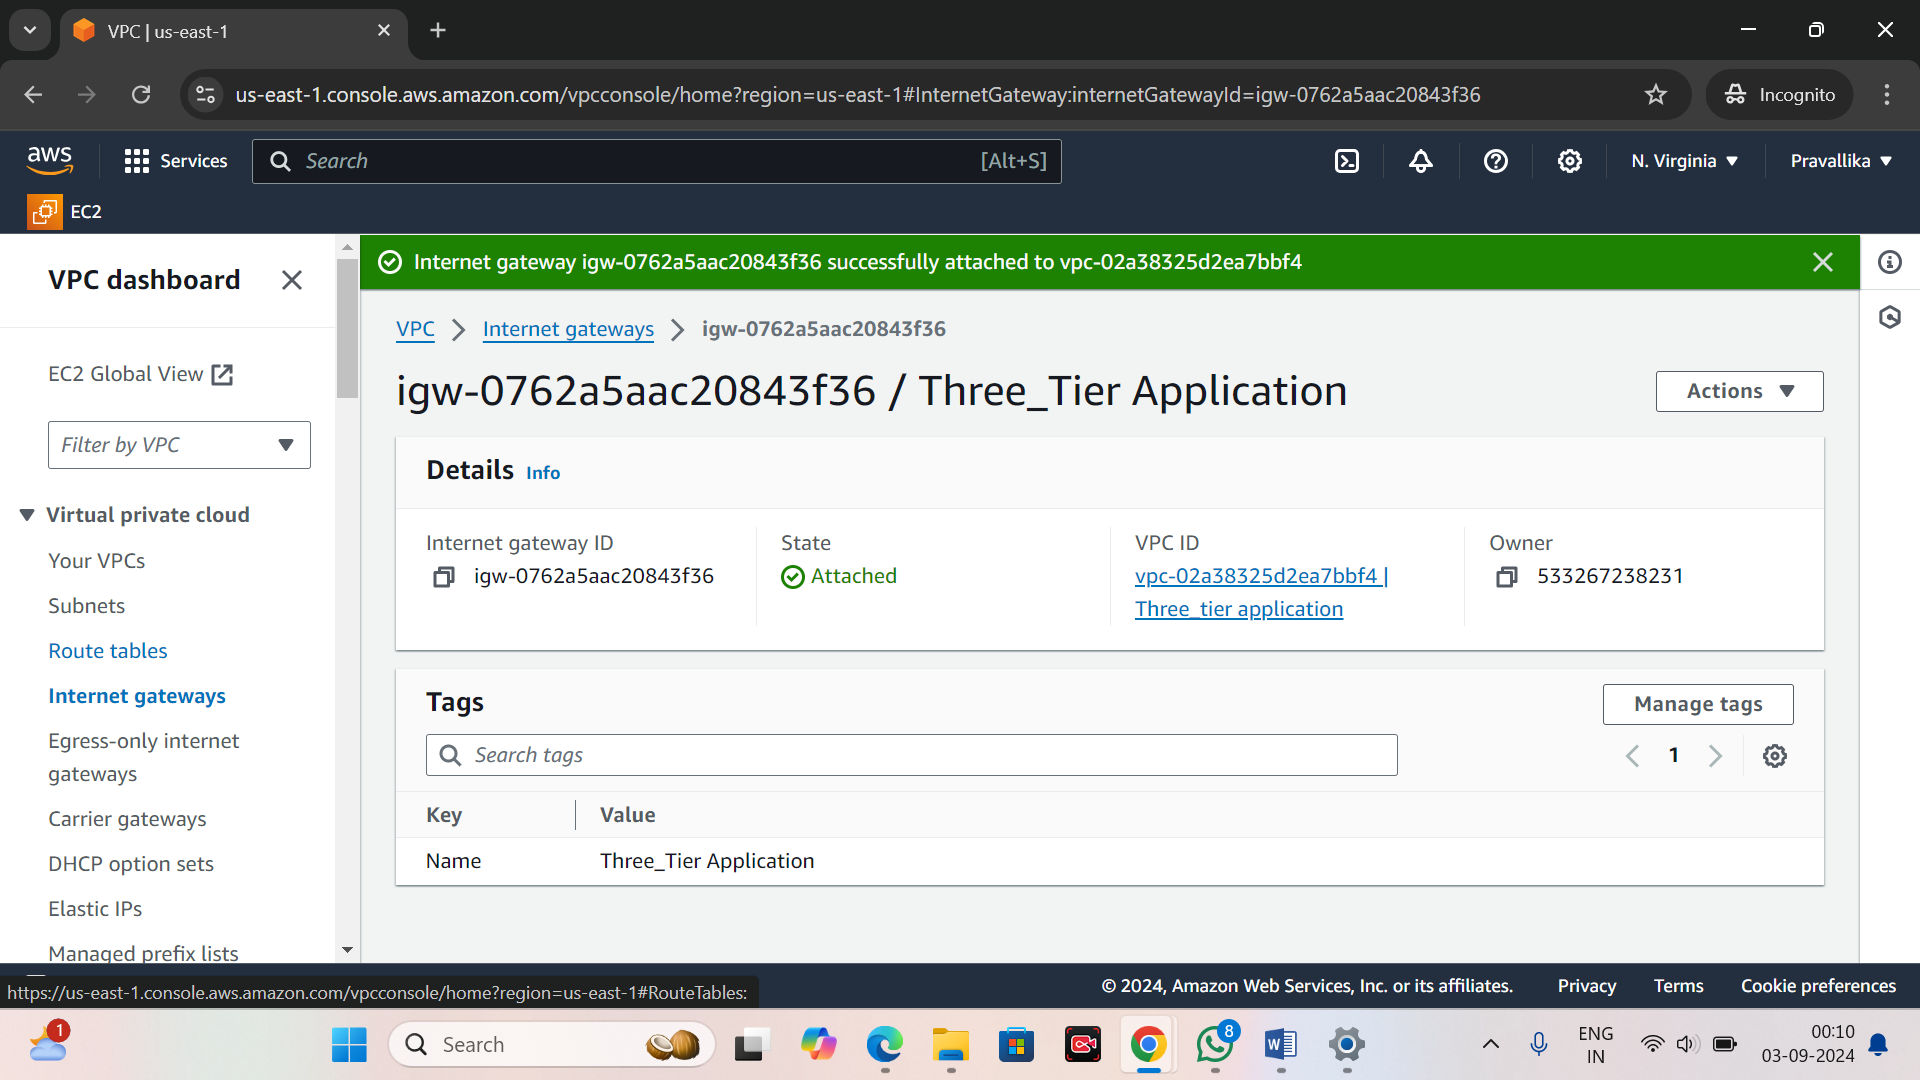 VPC | us-east-1
us-east-1.console.aws.amazon.com/vpcconsole/home?region=us-east-1#InternetGateway:internetGatewayId=igw-0762a5aac20843f36
Incognito
aws
Services
Search
[Alt+S]
N. Virginia
Pravallika
EC2
VPC dashboard
Internet gateway igw-0762a5aac20843f36 successfully attached to vpc-02a38325d2ea7bbf4
EC2 Global View
Filter by VPC
Virtual private cloud
Your VPCs
Subnets
Route tables
Internet gateways
Egress-only internet
gateways
Carrier gateways
DHCP option sets
Elastic IPs
Managed prefix lists
VPC
Internet gateways
igw-0762a5aac20843f36
igw-0762a5aac20843f36 / Three_Tier Application
Actions
Details Info
Internet gateway ID
igw-0762a5aac20843f36
State
Attached
VPC ID
vpc-02a38325d2ea7bbf4 |
Three_tier application
Owner
533267238231
Tags
Manage tags
Search tags
1
Key
Value
Name
Three_Tier Application
https://us-east-1.console.aws.amazon.com/vpcconsole/home?region=us-east-1#RouteTables:
© 2024, Amazon Web Services, Inc. or its affiliates.
Privacy
Terms
Cookie preferences
1
Search
8
W
ENG
IN
00:10
03-09-2024